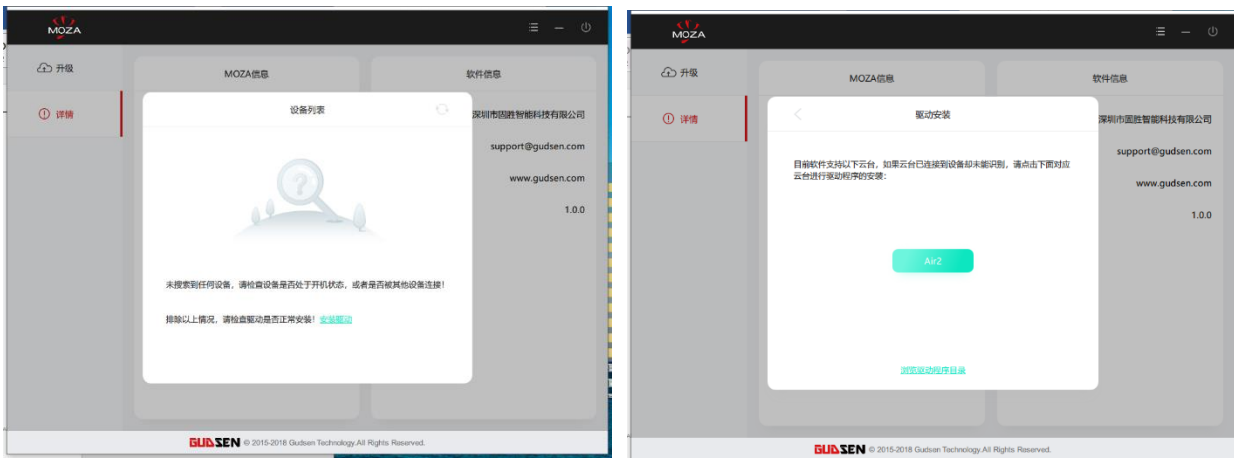 MOZA
升级
详情
MOZA信息
软件信息
设备列表
深圳市固胜智能科技有限公司
support@gudsen.com
www.gudsen.com
1.0.0
未搜索到任何设备，请检查设备是否处于开机状态，或者是否被其他设备连接！
排除以上情况，请检查驱动是否正常安装！安装驱动
GUDSEN © 2015-2018 Gudsen Technology.All Rights Reserved.
MOZA
升级
详情
MOZA信息
软件信息
驱动安装
深圳市固胜智能科技有限公司
support@gudsen.com
www.gudsen.com
1.0.0
目前软件支持以下云台，如果云台已连接到设备却未能识别，请点击下面对应
云台进行驱动程序的安装：
Air2
浏览驱动程序目录
GUDSEN © 2015-2018 Gudsen Technology.All Rights Reserved.